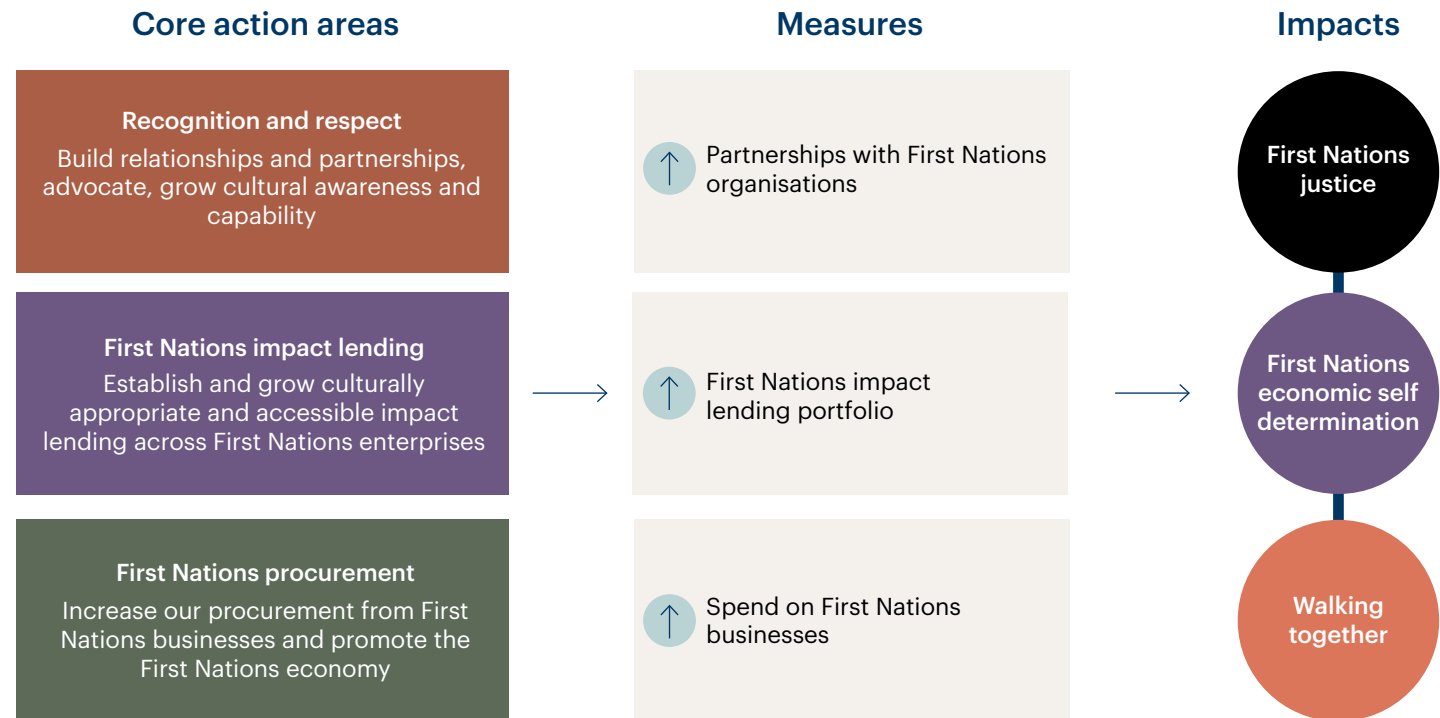 Core action areas
Measures
Impacts
Recognition and respect
Build relationships and partnerships,
advocate, grow cultural awareness and
capability
Partnerships with First Nations
organisations
First Nations
justice
First Nations impact lending
Establish and grow culturally
appropriate and accessible impact
lending across First Nations enterprises
First Nations impact
lending portfolio
First Nations
economic self
determination
First Nations procurement
Increase our procurement from First
Nations businesses and promote the
First Nations economy
Spend on First Nations
businesses
Walking
together